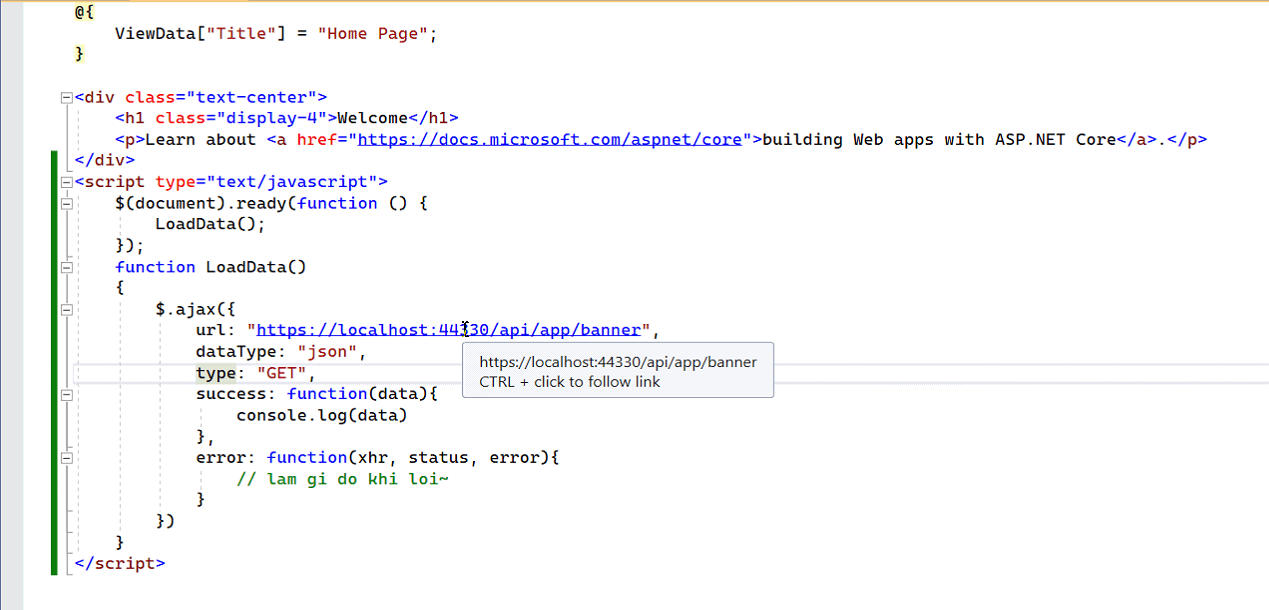 @{
ViewData["Title"] = "Home Page";
}
<div class="text-center">
<h1 class="display-4">Welcome</h1>
<p>Learn about <a href="https://docs.microsoft.com/aspnet/core">building Web apps with ASP.NET Core</a>.</p>
</div>
<script type="text/javascript">
$(document).ready(function () {
LoadData();
});
function LoadData()
{
$.ajax({
url: "https://localhost:44330/api/app/banner",
dataType: "json",
type: "GET",
success: function(data){
console.log(data)
},
error: function(xhr, status, error){
// lam gi do khi loi~
}
})
}
</script>
https://localhost:44330/api/app/banner
CTRL + click to follow link